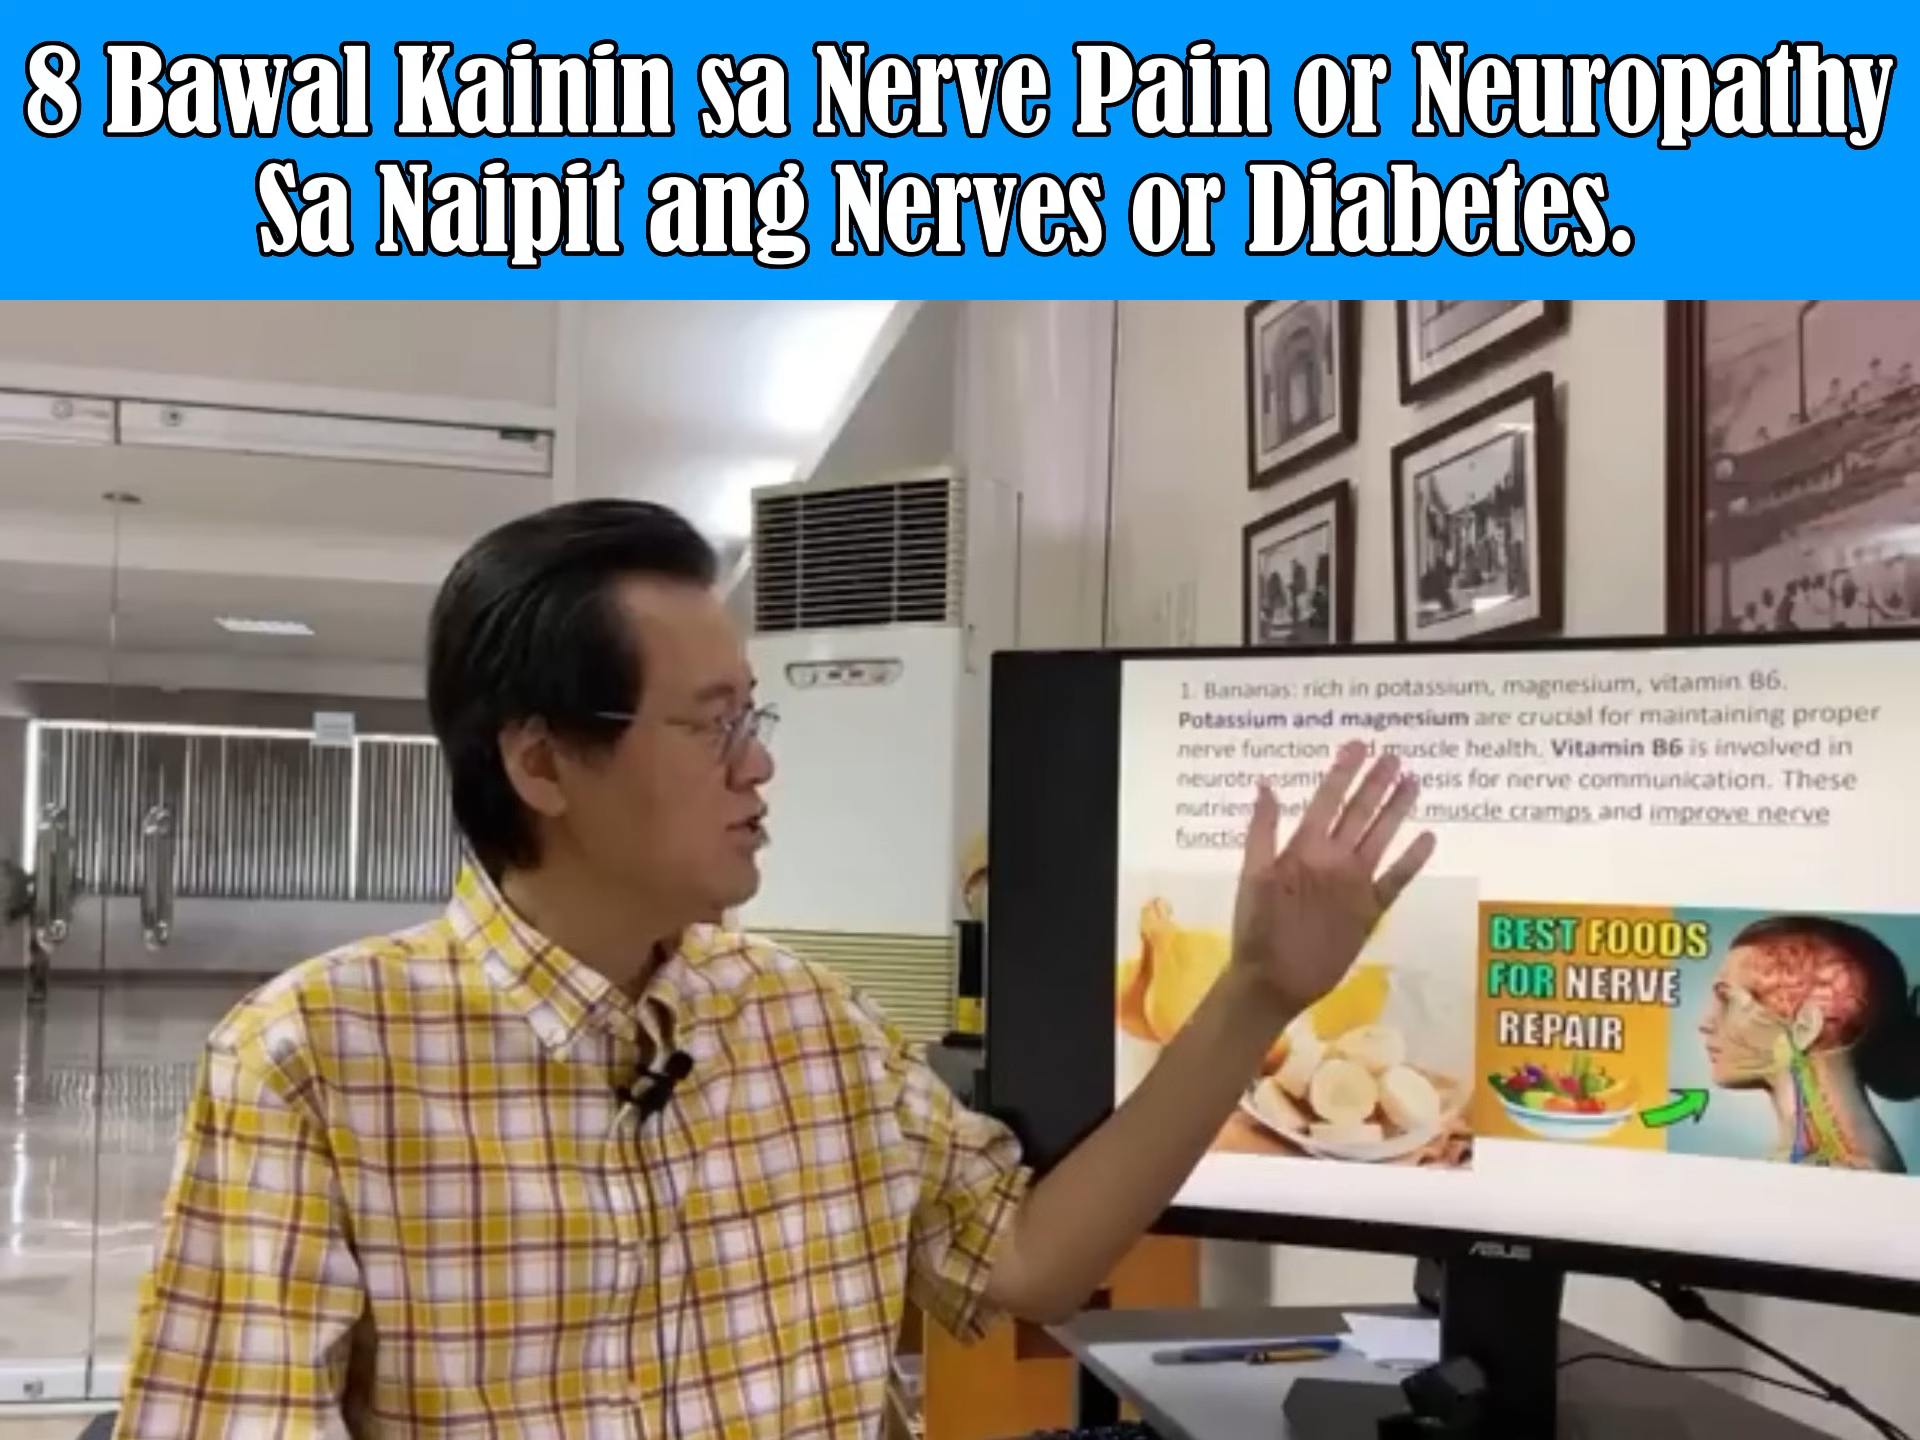 8 Bawal Kainin sa Nerve Pain or Neuropathy
Sa Naipit ang Nerves or Diabetes.
1. Bananas: rich in potassium, magnesium, vitamin B6.
Potassium and magnesium are crucial for maintaining proper
nerve function muscle health. Vitamin B6 is involved in
for nerve communication. These
muscle cramps and improve nerve
BEST FOODS
FOR NERVE
REPAIR
ASUS